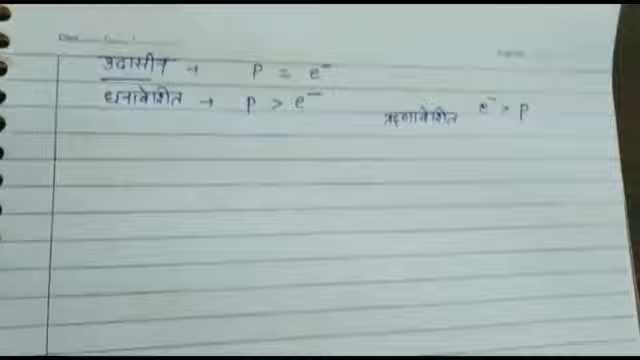 उदासीन → P = e⁻
धनावेशित → P > e⁻
ऋणावेशित e⁻ > P